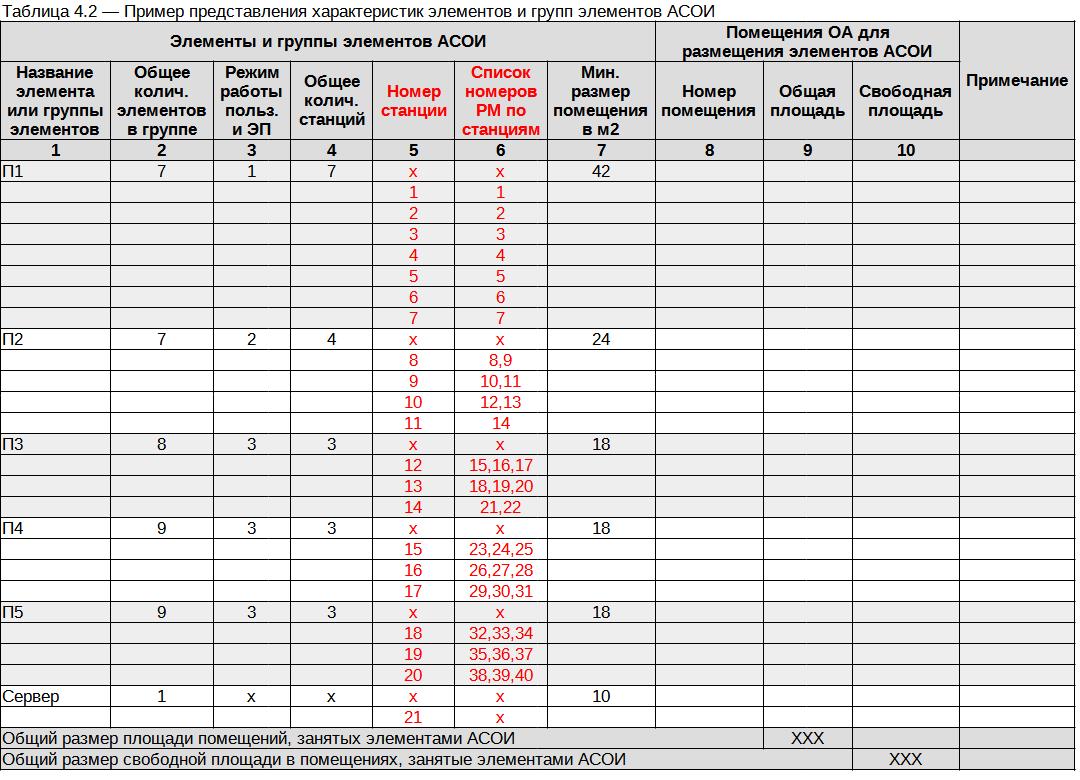 Таблица 4.2 — Пример представления характеристик элементов и групп элементов АСОИ
Элементы и группы элементов АСОИ
Помещения ОА для
размещения элементов АСОИ
Примечание
Название
элемента
или группы
элементов
Общее
колич.
элементов
в группе
Режим
работы
польз.
и ЭП
Общее
колич.
станций
Номер
станции
Список
номеров
РМ по
станциям
Мин.
размер
помещения
в м2
Номер
помещения
Общая
площадь
Свободная
площадь
1 2 3 4 5 6 7 8 9 10
П1 7 1 7 х х 42
1 1
2 2
3 3
4 4
5 5
6 6
7 7
П2 7 2 4 х х 24
8 8,9
9 10,11
10 12,13
11 14
П3 8 3 3 х х 18
12 15,16,17
13 18,19,20
14 21,22
П4 9 3 3 х х 18
15 23,24,25
16 26,27,28
17 29,30,31
П5 9 3 3 х х 18
18 32,33,34
19 35,36,37
20 38,39,40
Сервер 1 х х х х 10
21 х
Общий размер площади помещений, занятых элементами АСОИ ХХХ
Общий размер свободной площади в помещениях, занятые элементами АСОИ ХХХ